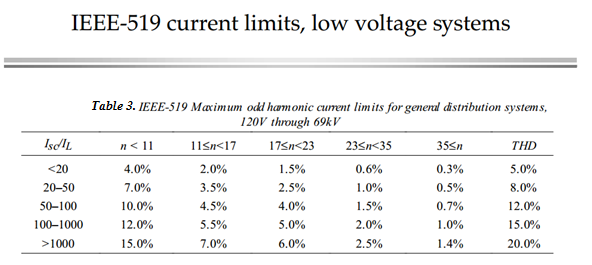 IEEE-519 current limits, low voltage systems
Table 3. IEEE-519 Maximum odd harmonic current limits for general distribution systems,
120V through 69kV
Isc/IL n < 11 11≤n<17 17≤n<23 23≤n<35 35≤n THD
<20 4.0% 2.0% 1.5% 0.6% 0.3% 5.0%
20–50 7.0% 3.5% 2.5% 1.0% 0.5% 8.0%
50–100 10.0% 4.5% 4.0% 1.5% 0.7% 12.0%
100–1000 12.0% 5.5% 5.0% 2.0% 1.0% 15.0%
>1000 15.0% 7.0% 6.0% 2.5% 1.4% 20.0%